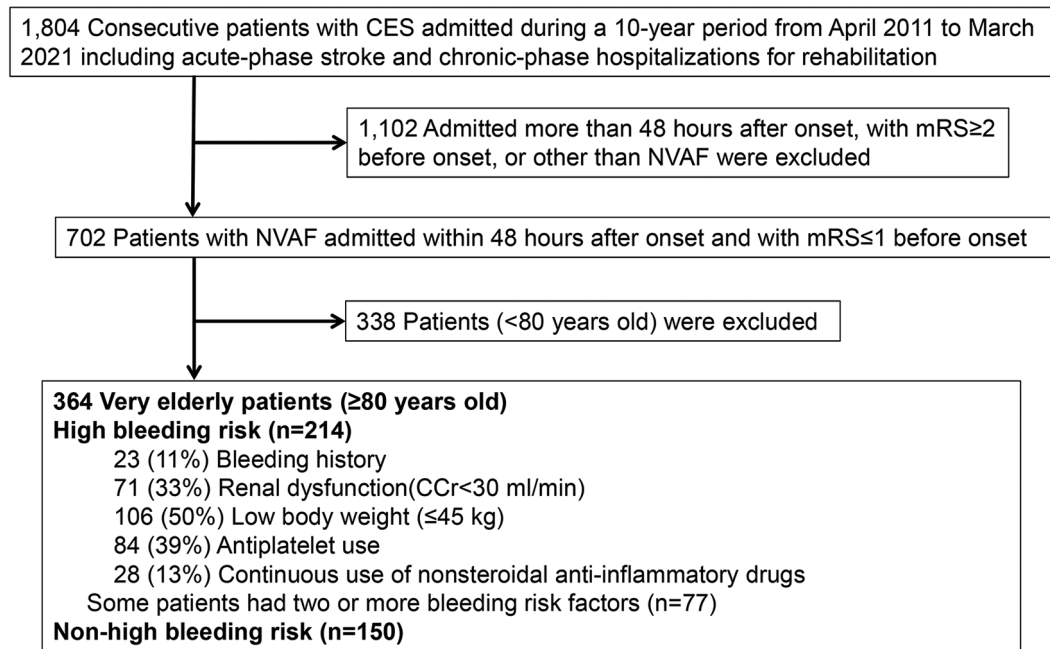 1,804 Consecutive patients with CES admitted during a 10-year period from April 2011 to March
2021 including acute-phase stroke and chronic-phase hospitalizations for rehabilitation
1,102 Admitted more than 48 hours after onset, with mRS≥2
before onset, or other than NVAF were excluded
702 Patients with NVAF admitted within 48 hours after onset and with mRS≤1 before onset
338 Patients (<80 years old) were excluded
364 Very elderly patients (≥80 years old)
High bleeding risk (n=214)
23 (11%) Bleeding history
71 (33%) Renal dysfunction(CCr<30 ml/min)
106 (50%) Low body weight (≤45 kg)
84 (39%) Antiplatelet use
28 (13%) Continuous use of nonsteroidal anti-inflammatory drugs
Some patients had two or more bleeding risk factors (n=77)
Non-high bleeding risk (n=150)